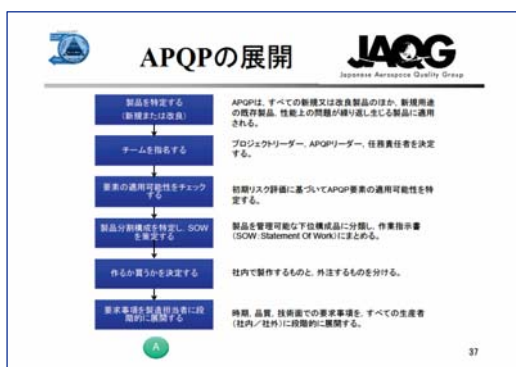 APQPの展開
JAQG
Japanese Aerospace Quality Group
製品を特定する
(新規または改良)
APQPは、すべての新規又は改良製品のほか、新規用途
の既存製品、性能上の問題が繰り返し生じる製品に適用
される。
チームを指名する
プロジェクトリーダー、APQPリーダー、任務責任者を決定
する。
要素の適用可能性をチェック
する
初期リスク評価に基づいてAPQP要素の適用可能性を特
定する。
製品分割構成を特定し、SOW
を策定する
製品を管理可能な下位構成品に分類し、作業指示書
(SOW:Statement Of Work)にまとめる。
作るか買うかを決定する
社内で製作するものと、外注するものを分ける。
要求事項を製造担当者に段
階的に展開する
時期、品質、技術面での要求事項を、すべての生産者
(社内/社外)に段階的に展開する。
A
37